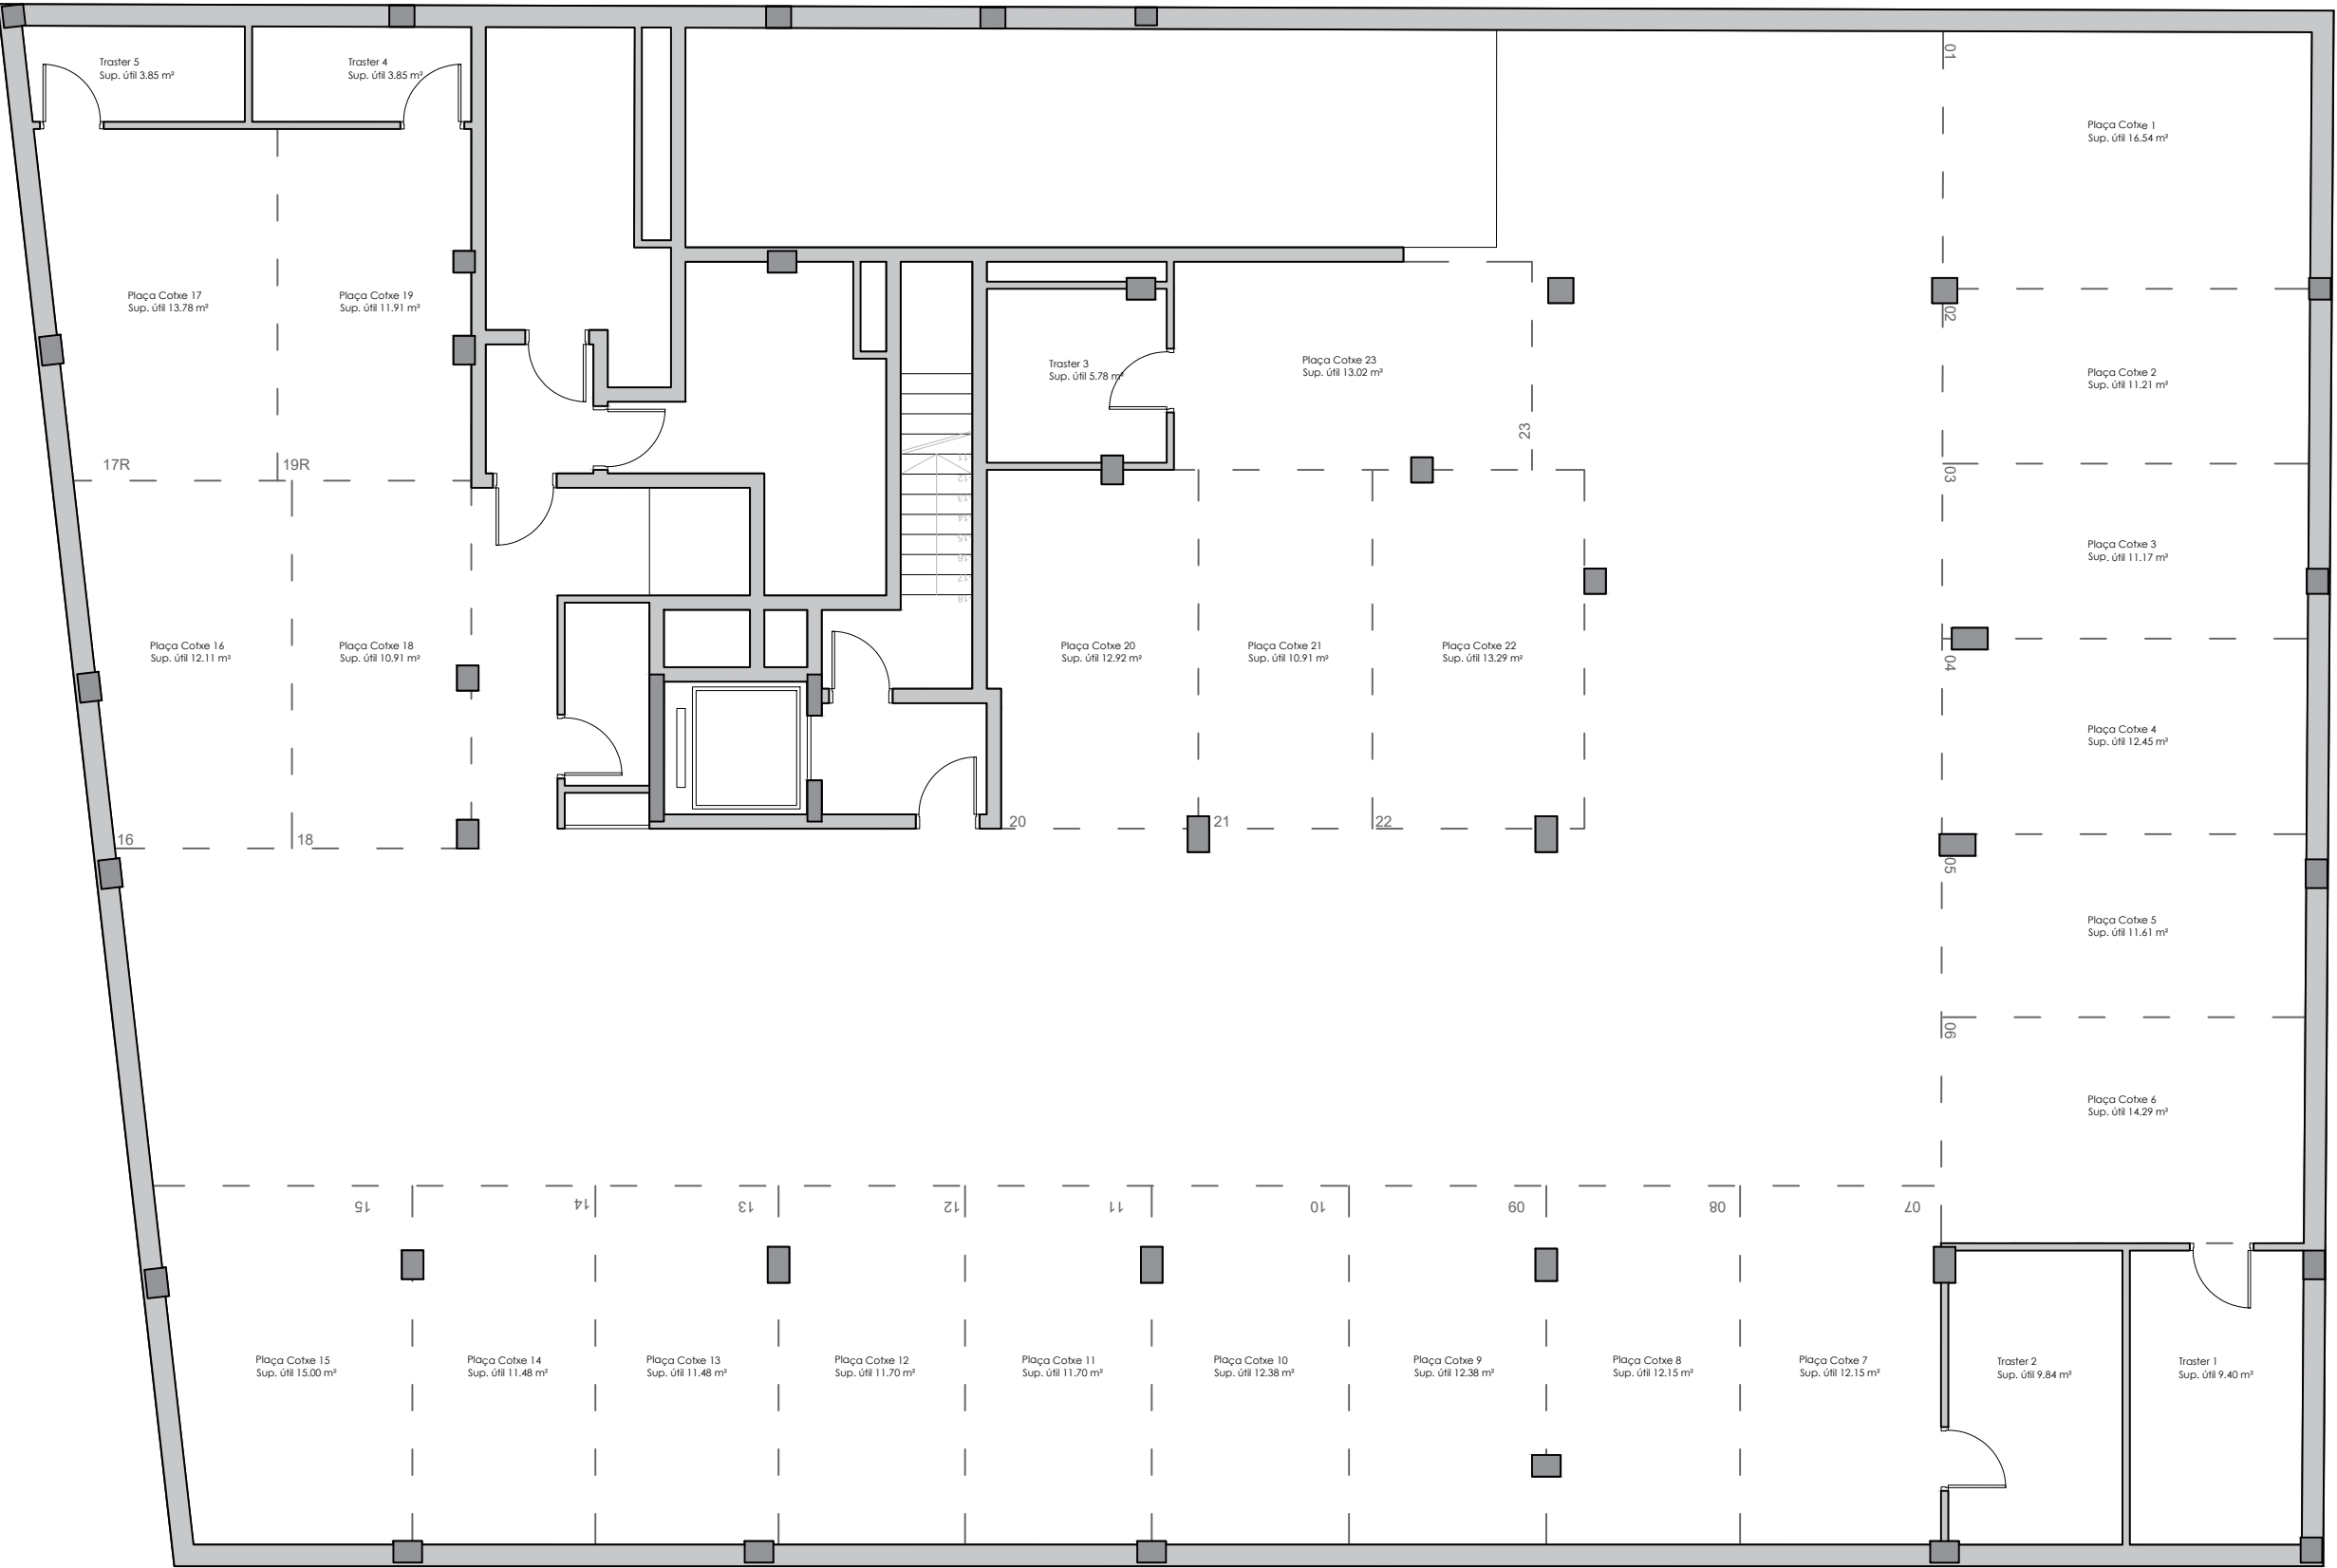 Traster 5
Sup. útil 3.85 m²
Traster 4
Sup. útil 3.85 m²
01
Plaça Cotxe 1
Sup. útil 16.54 m²
Plaça Cotxe 17
Sup. útil 13.78 m²
Plaça Cotxe 19
Sup. útil 11.91 m²
02
Traster 3
Sup. útil 5.78 m²
Plaça Cotxe 23
Sup. útil 13.02 m²
Plaça Cotxe 2
Sup. útil 11.21 m²
23
17R
19R
03
11
12
13
14
15
16
17
18
Plaça Cotxe 3
Sup. útil 11.17 m²
Plaça Cotxe 16
Sup. útil 12.11 m²
Plaça Cotxe 18
Sup. útil 10.91 m²
Plaça Cotxe 20
Sup. útil 12.92 m²
Plaça Cotxe 21
Sup. útil 10.91 m²
Plaça Cotxe 22
Sup. útil 13.29 m²
04
Plaça Cotxe 4
Sup. útil 12.45 m²
16
18
20
21
22
05
Plaça Cotxe 5
Sup. útil 11.61 m²
06
Plaça Cotxe 6
Sup. útil 14.29 m²
15
14
13
12
11
10
09
08
07
Plaça Cotxe 15
Sup. útil 15.00 m²
Plaça Cotxe 14
Sup. útil 11.48 m²
Plaça Cotxe 13
Sup. útil 11.48 m²
Plaça Cotxe 12
Sup. útil 11.70 m²
Plaça Cotxe 11
Sup. útil 11.70 m²
Plaça Cotxe 10
Sup. útil 12.38 m²
Plaça Cotxe 9
Sup. útil 12.38 m²
Plaça Cotxe 8
Sup. útil 12.15 m²
Plaça Cotxe 7
Sup. útil 12.15 m²
Traster 2
Sup. útil 9.84 m²
Traster 1
Sup. útil 9.40 m²